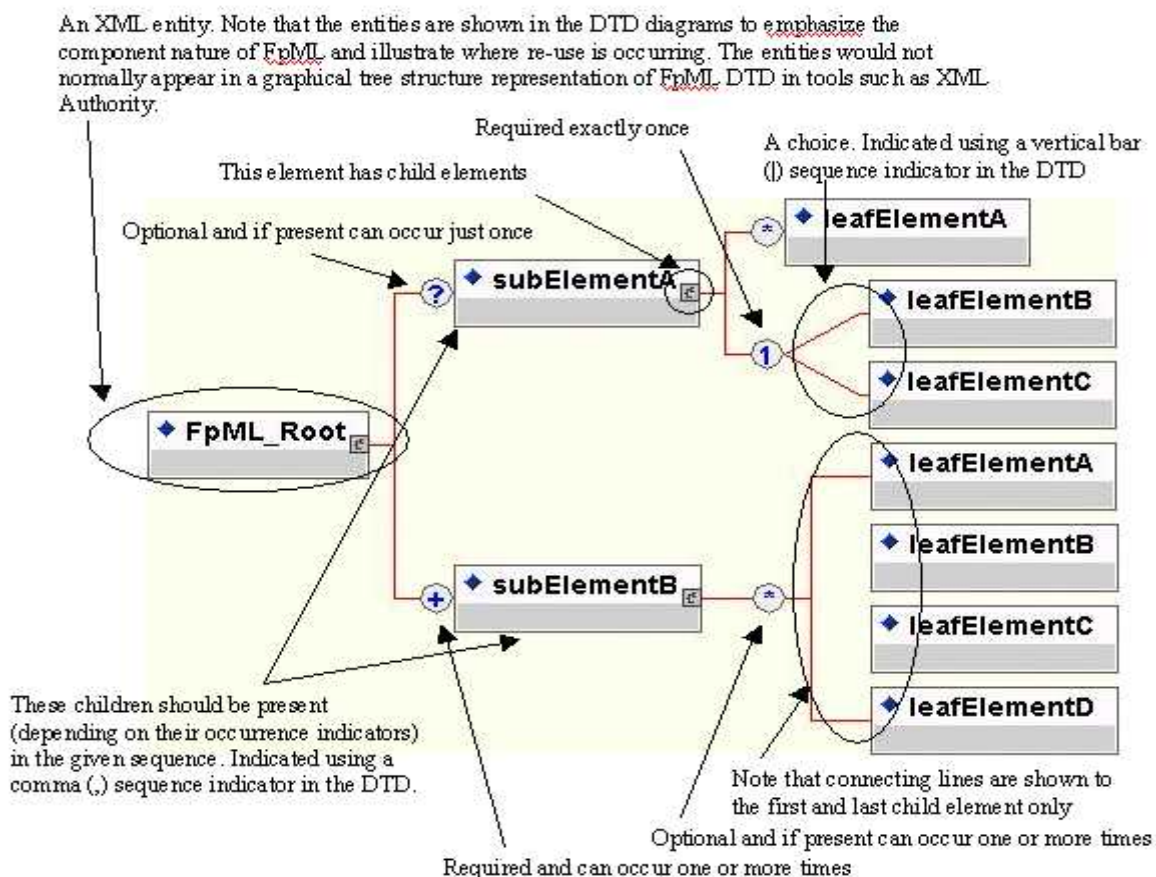 An XML entity. Note that the entities are shown in the DTD diagrams to emphasize the
component nature of FpML and illustrate where re-use is occurring. The entities would not
normally appear in a graphical tree structure representation of FpML DTD in tools such as XML
Authority.
Required exactly once
A choice. Indicated using a vertical bar
(|) sequence indicator in the DTD
This element has child elements
Optional and if present can occur just once
* leafElementA
? subElementA
leafElementB
1
leafElementC
FpML_Root
leafElementA
leafElementB
+ subElementB *
leafElementC
leafElementD
These children should be present
(depending on their occurrence indicators)
in the given sequence. Indicated using a
comma (,) sequence indicator in the DTD.
Note that connecting lines are shown to
the first and last child element only
Optional and if present can occur one or more times
Required and can occur one or more times